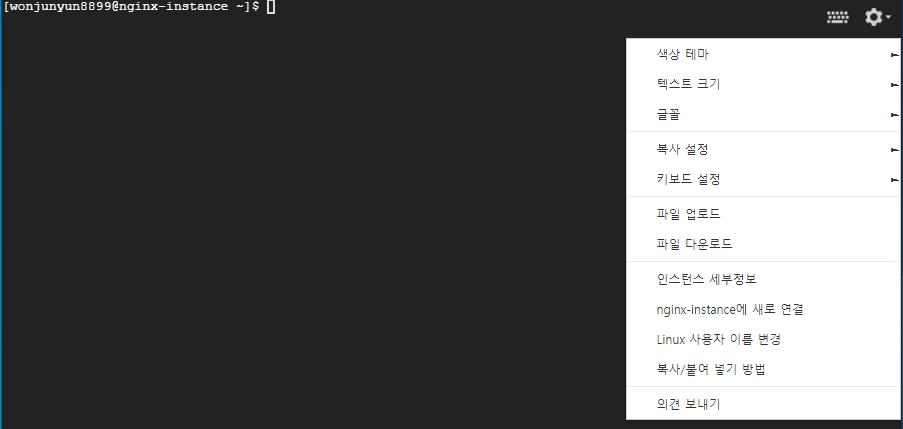 [wonjunyun8899@nginx-instance ~]$
색상 테마
텍스트 크기
글꼴
복사 설정
키보드 설정
파일 업로드
파일 다운로드
인스턴스 세부정보
nginx-instance에 새로 연결
Linux 사용자 이름 변경
복사/붙여 넣기 방법
의견 보내기